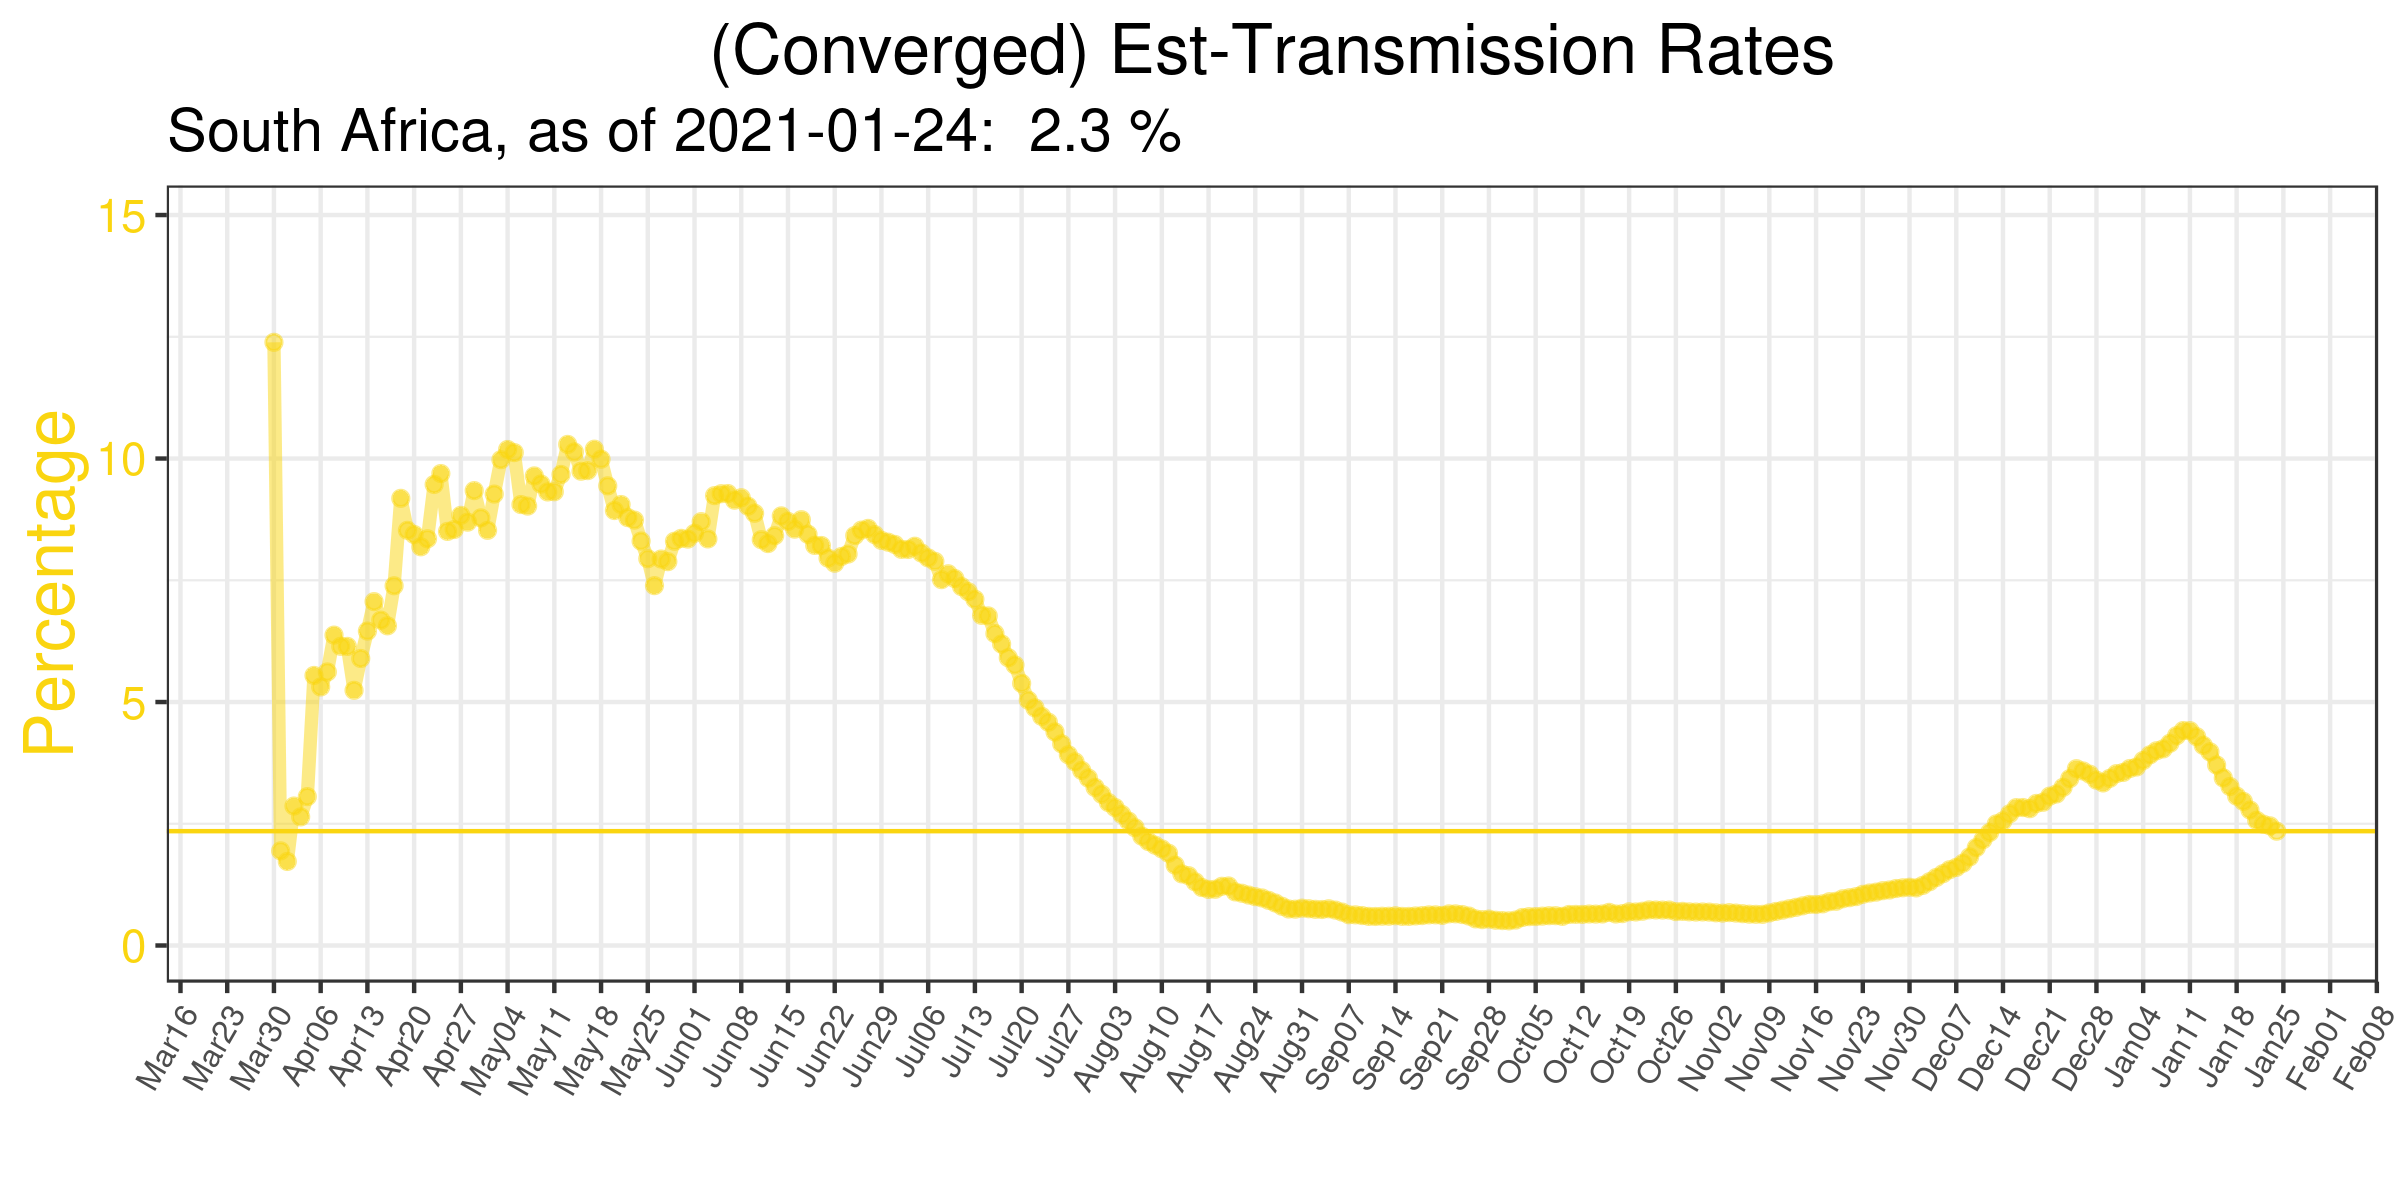 (Converged) Est-Transmission Rates
South Africa, as of 2021-01-24:  2.3 %
Percentage
15
10
5
0
Mar16
Mar23
Mar30
Apr06
Apr13
Apr20
Apr27
May04
May11
May18
May25
Jun01
Jun08
Jun15
Jun22
Jun29
Jul06
Jul13
Jul20
Jul27
Aug03
Aug10
Aug17
Aug24
Aug31
Sep07
Sep14
Sep21
Sep28
Oct05
Oct12
Oct19
Oct26
Nov02
Nov09
Nov16
Nov23
Nov30
Dec07
Dec14
Dec21
Dec28
Jan04
Jan11
Jan18
Jan25
Feb01
Feb08